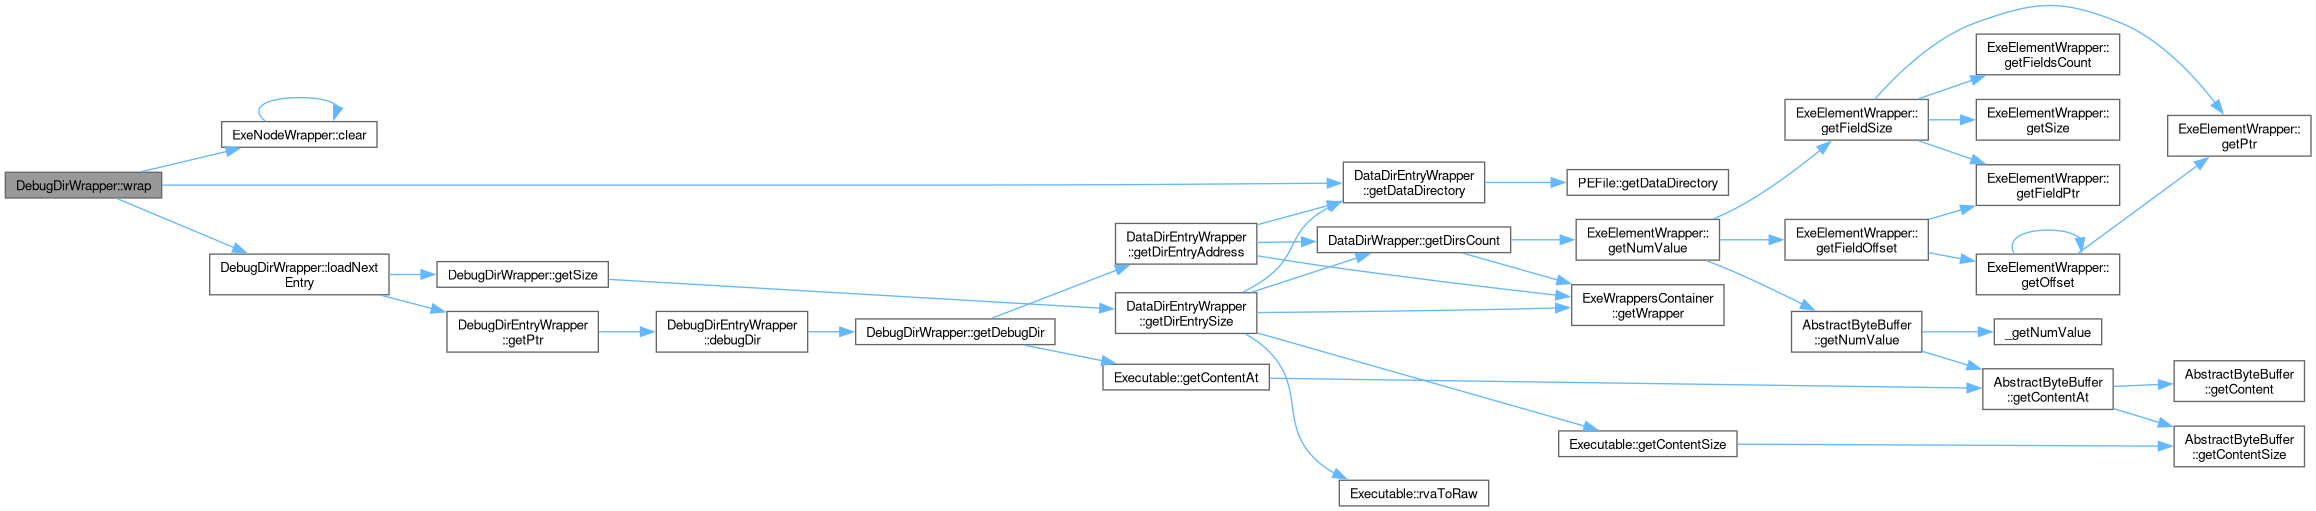 DebugDirWrapper::wrap
ExeNodeWrapper::clear
DebugDirWrapper::loadNext
Entry
DebugDirWrapper::getSize
DebugDirEntryWrapper
::getPtr
DebugDirEntryWrapper
::debugDir
DebugDirWrapper::getDebugDir
DataDirEntryWrapper
::getDirEntryAddress
DataDirEntryWrapper
::getDirEntrySize
Executable::getContentAt
DataDirEntryWrapper
::getDataDirectory
DataDirWrapper::getDirsCount
Executable::rvaToRaw
PEFile::getDataDirectory
ExeElementWrapper::
getNumValue
ExeWrappersContainer
::getWrapper
Executable::getContentSize
ExeElementWrapper::
getFieldSize
ExeElementWrapper::
getFieldOffset
AbstractByteBuffer
::getNumValue
ExeElementWrapper::
getFieldsCount
ExeElementWrapper::
getSize
ExeElementWrapper::
getFieldPtr
ExeElementWrapper::
getOffset
_getNumValue
AbstractByteBuffer
::getContentAt
ExeElementWrapper::
getPtr
AbstractByteBuffer
::getContent
AbstractByteBuffer
::getContentSize